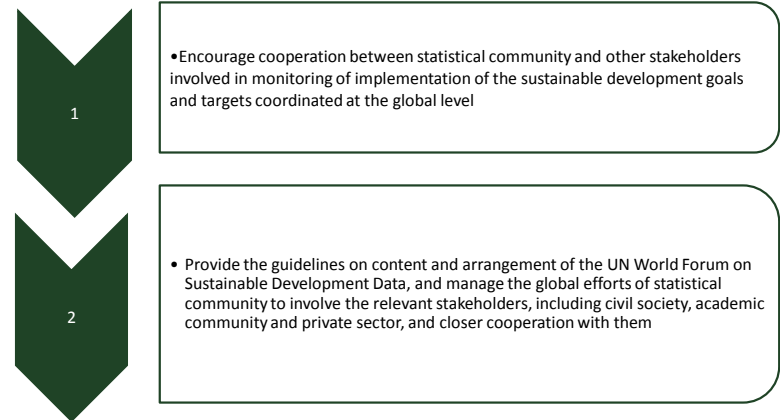 1
•Encourage cooperation between statistical community and other stakeholders
involved in monitoring of implementation of the sustainable development goals
and targets coordinated at the global level
2
• Provide the guidelines on content and arrangement of the UN World Forum on
Sustainable Development Data, and manage the global efforts of statistical
community to involve the relevant stakeholders, including civil society, academic
community and private sector, and closer cooperation with them